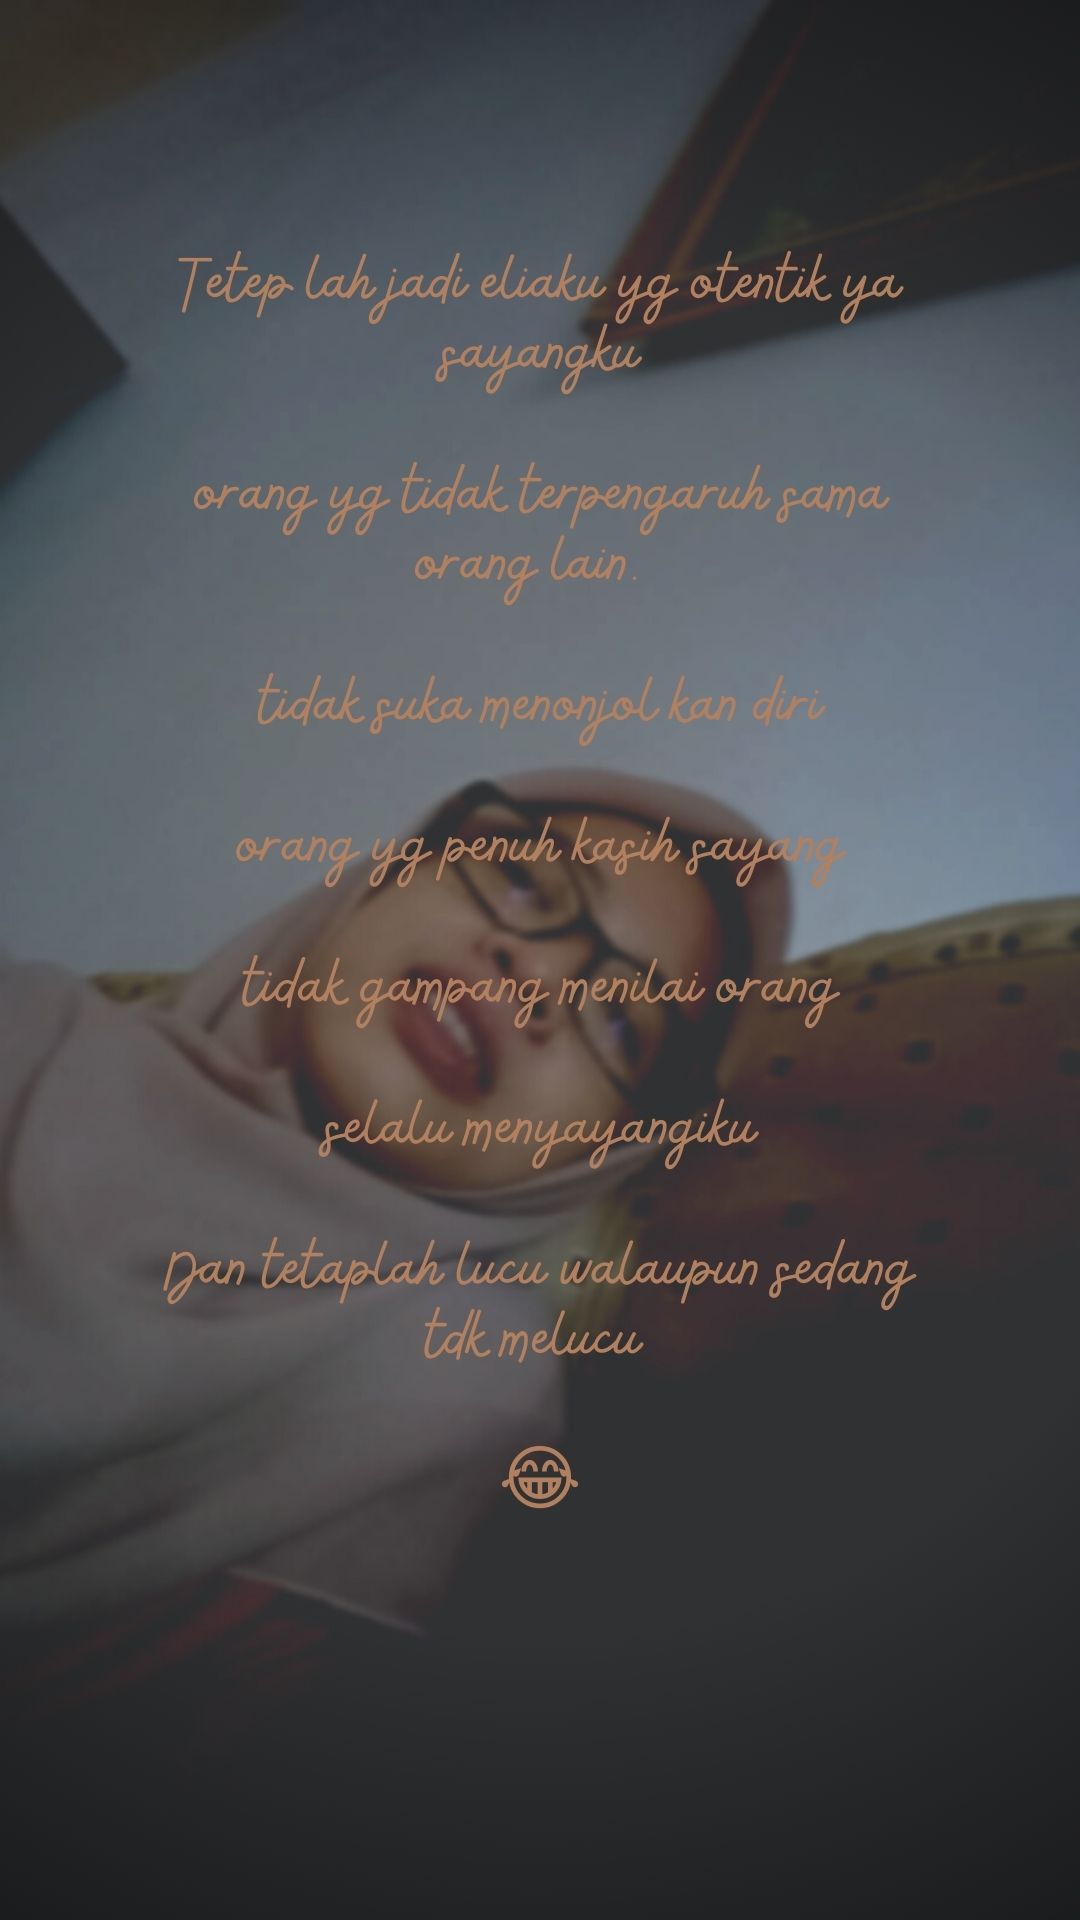 Tetep lah jadi eliaku yg otentik ya
sayangku
orang yg tidak terpengaruh sama
orang lain.
tidak suka menonjol kan diri
orang yg penuh kasih sayang
tidak gampang menilai orang
selalu menyayangiku
Dan tetaplah lucu walaupun sedang
tdk melucu
😂